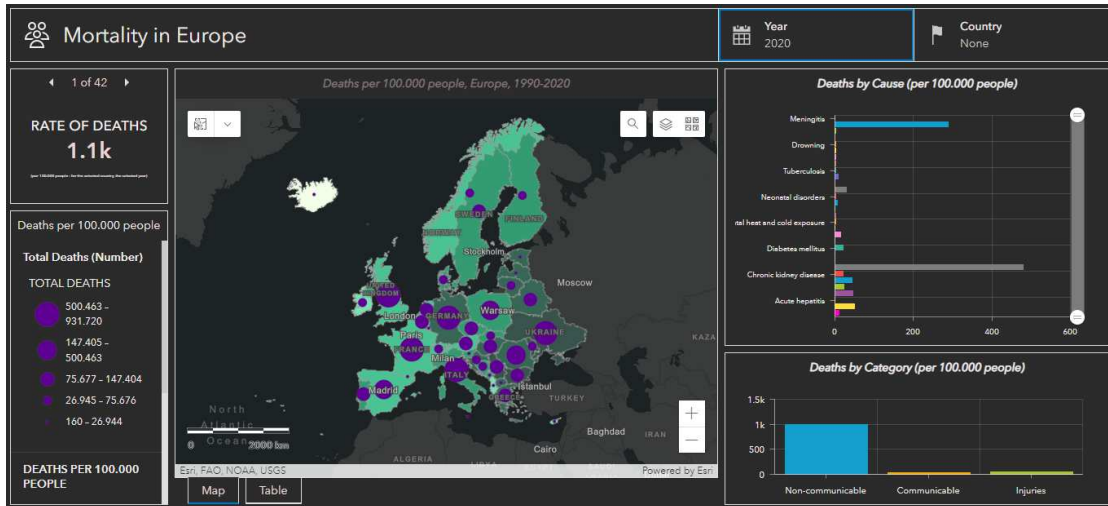 Mortality in Europe
Year
2020
Country
None
1 of 42
RATE OF DEATHS
1.1k
Deaths per 100.000 people
Total Deaths (Number)
TOTAL DEATHS
500.463 –
931.720
147.405 –
500.463
75.677 – 147.404
26.945 – 75.676
160 – 26.944
DEATHS PER 100.000
PEOPLE
Deaths per 100.000 people, Europe, 1990-2020
SWEDEN
FINLAND
NORWAY
Stockholm
Moscow
UNITED
KINGDOM
London
GERMANY
Warsaw
Paris
UKRAINE
KAZA
FRANCE
Milan
ITALY
Madrid
Istanbul
GREECE
TURKEY
North
Atlantic
Ocean
0
2000 km
Baghdad
IRAN
Cairo
ALGERIA
Esri, FAO, NOAA, USGS
Powered by Esri
Map
Table
Deaths by Cause (per 100.000 people)
Meningitis
Drowning
Tuberculosis
Neonatal disorders
tal heat and cold exposure
Diabetes mellitus
Chronic kidney disease
Acute hepatitis
0
200
400
600
Deaths by Category (per 100.000 people)
1.5k
1k
500
0
Non-communicable
Communicable
Injuries